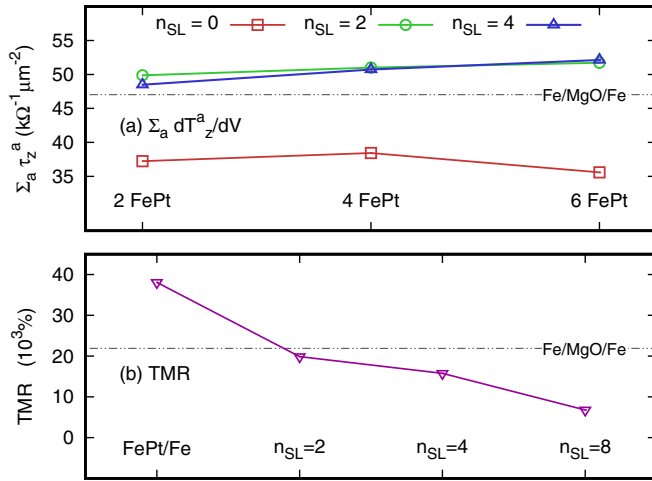 n_SL = 0 n_SL = 2 n_SL = 4
55
50
45
40
35
Σ_a τ_z^a (kΩ^-1 μm^-2)
Fe/MgO/Fe
(a) Σ_a dT^a_z/dV
2 FePt 4 FePt 6 FePt
40
30
20
10
0
TMR (10^3%)
Fe/MgO/Fe
(b) TMR
FePt/Fe n_SL=2 n_SL=4 n_SL=8